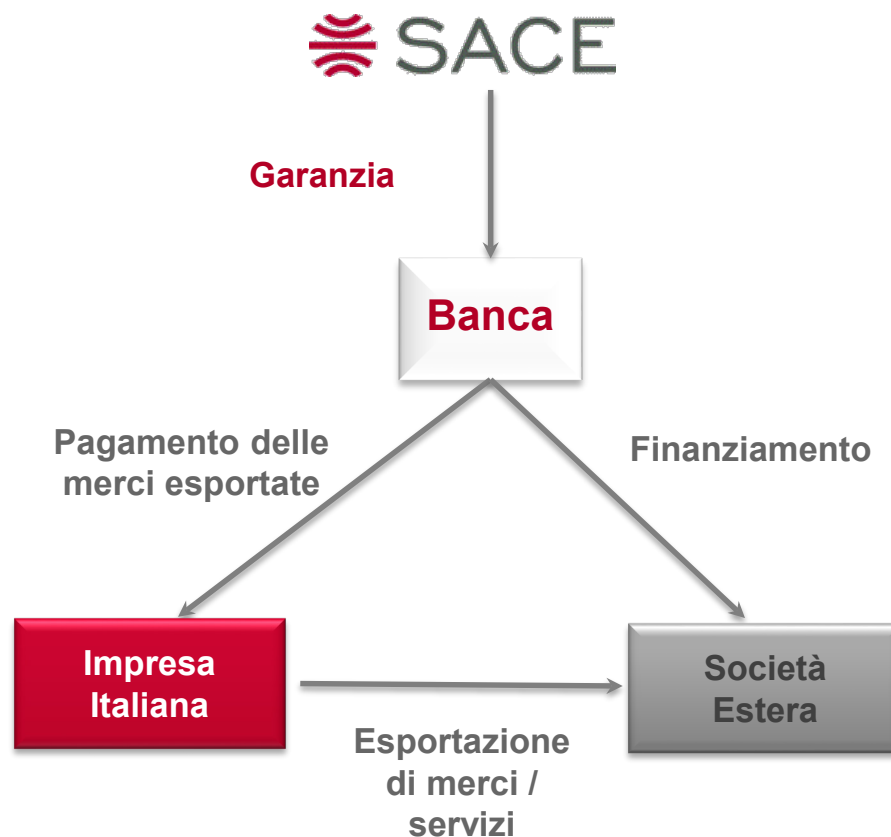 SACE
Garanzia
Banca
Pagamento delle
merci esportate
Finanziamento
Impresa
Italiana
Società
Estera
Esportazione
di merci /
servizi